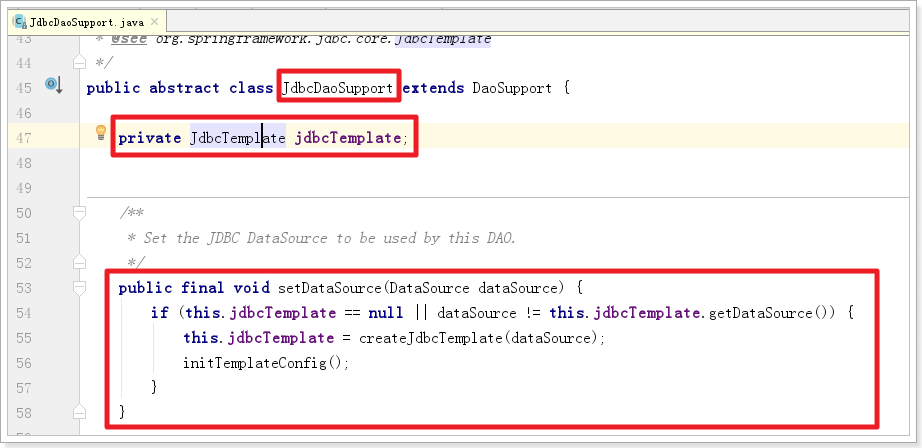 JdbcDaoSupport.java
43 * @see org.springframework.jdbc.core.JdbcTemplate
44 */
45 public abstract class JdbcDaoSupport extends DaoSupport {
46
47 private JdbcTemplate jdbcTemplate;
48
49
50 /**
51 * Set the JDBC DataSource to be used by this DAO.
52 */
53 public final void setDataSource(DataSource dataSource) {
54 if (this.jdbcTemplate == null || dataSource != this.jdbcTemplate.getDataSource()) {
55 this.jdbcTemplate = createJdbcTemplate(dataSource);
56 initTemplateConfig();
57 }
58 }
59